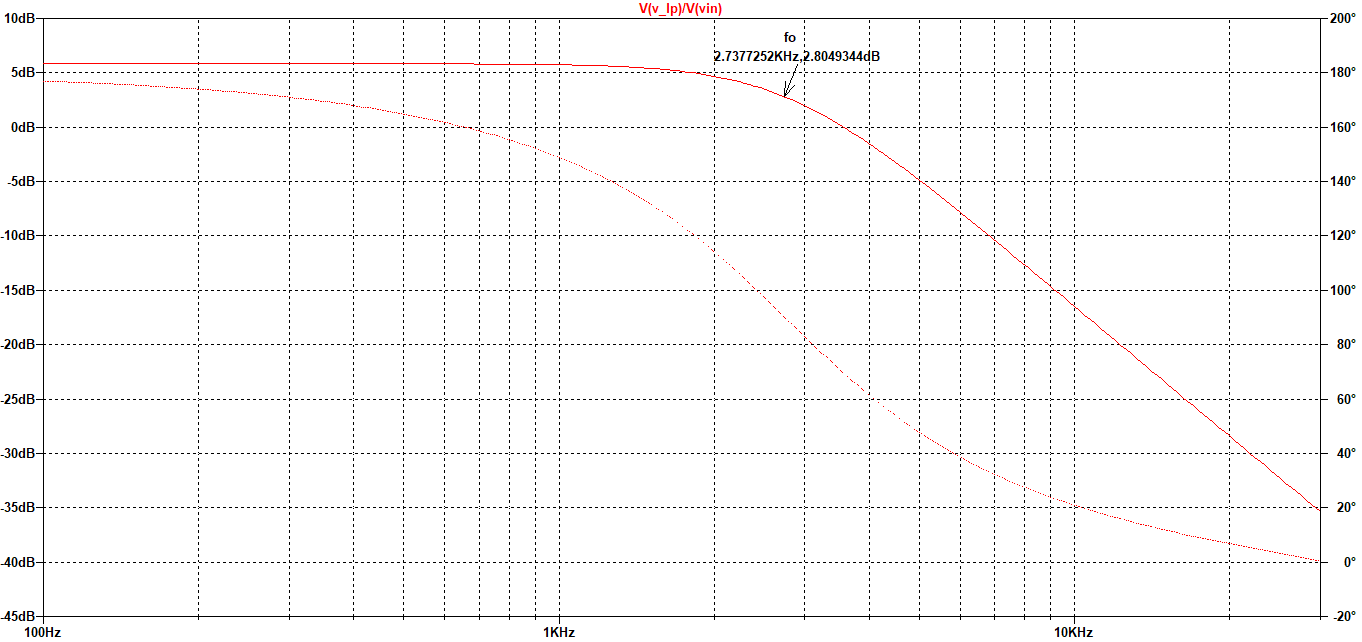 V(v_lp)/V(vin)
10dB
5dB
0dB
-5dB
-10dB
-15dB
-20dB
-25dB
-30dB
-35dB
-40dB
-45dB
fo
2.7377252KHz,2.8049344dB
200°
180°
160°
140°
120°
100°
80°
60°
40°
20°
0°
-20°
100Hz
1KHz
10KHz